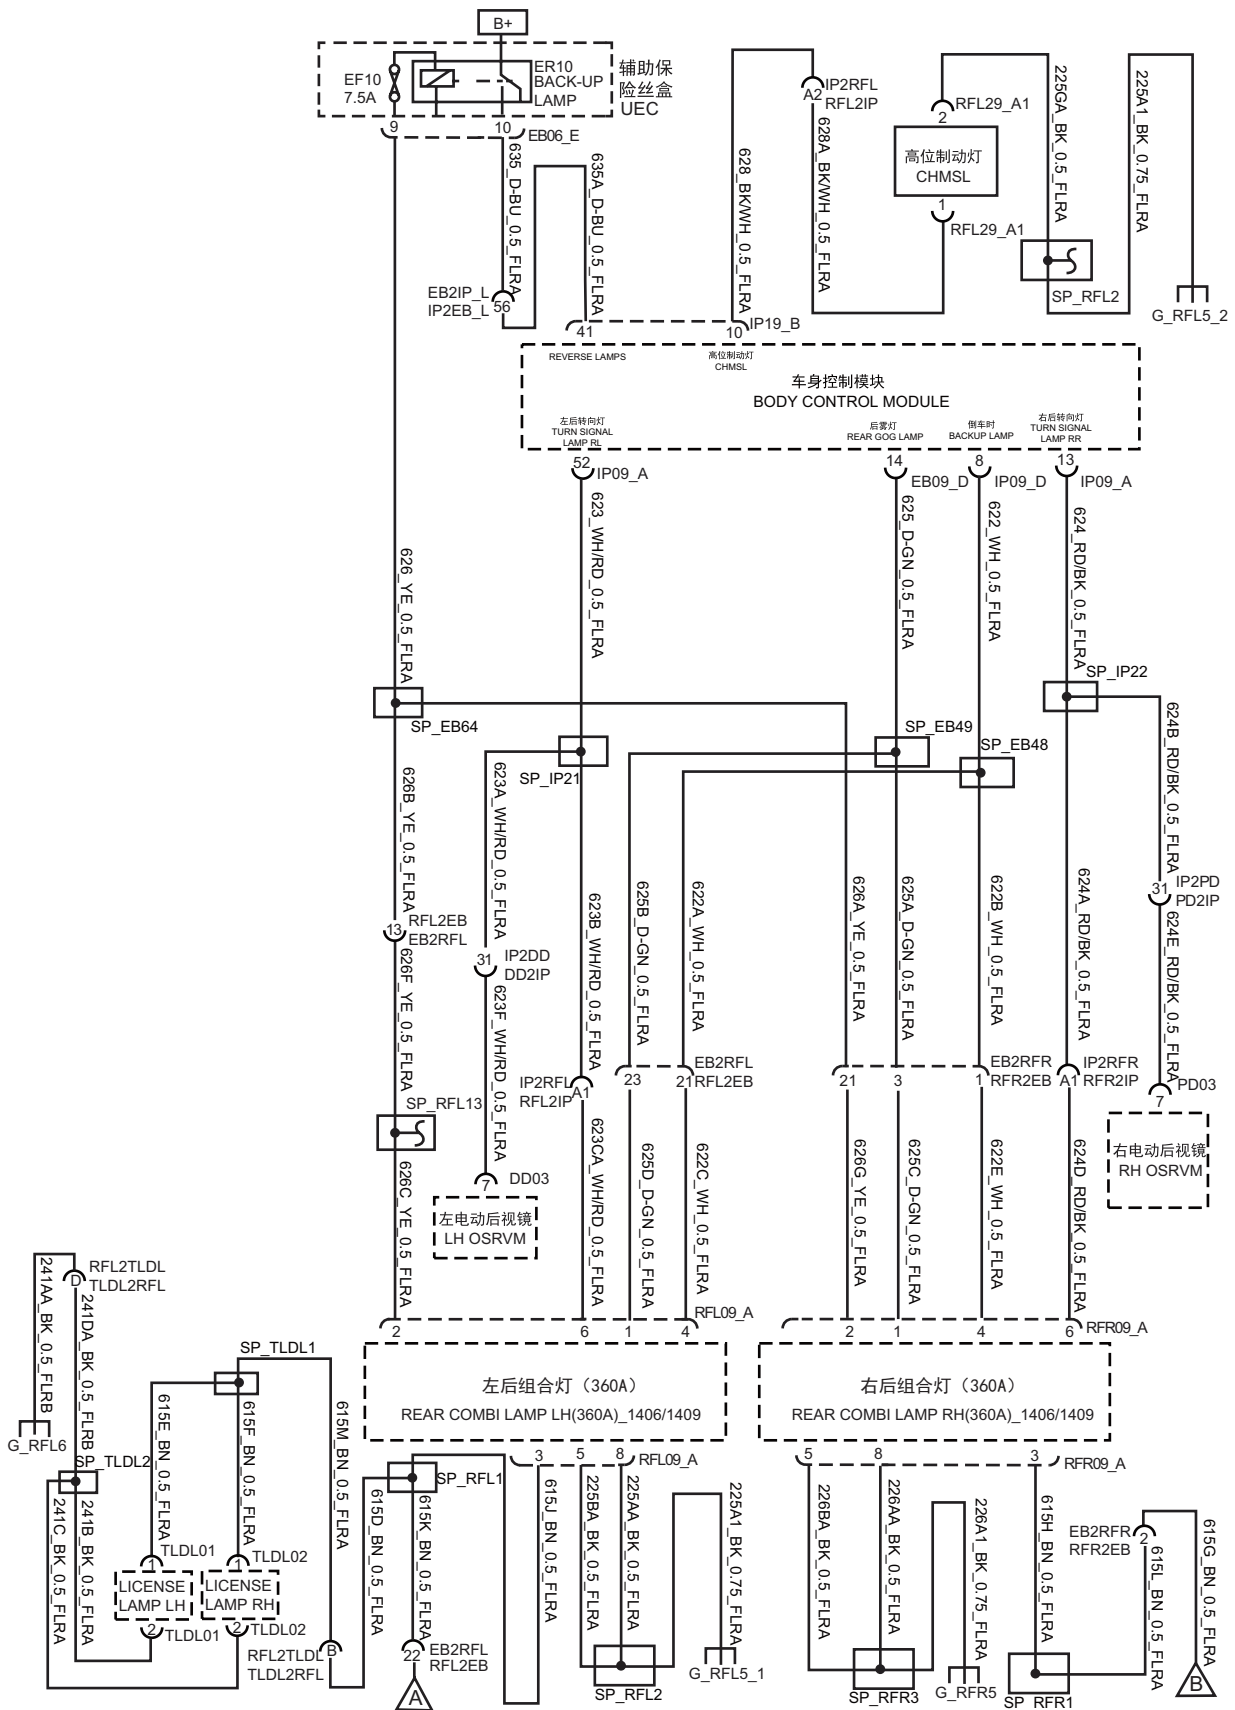 B+
EF10
7.5A
ER10
BACK-UP
LAMP
辅助保
险丝盒
UEC
9
10
EB06_E
635_D-BU_0.5_FLRA
635A_D-BU_0.5_FLRA
EB2IP_L
IP2EB_L
56
628_BK/WH_0.5_FLRA
A2
IP2RFL
RFL2IP
628A_BK/WH_0.5_FLRA
RFL29_A1
2
高位制动灯
CHMSL
1
RFL29_A1
225GA_BK_0.5_FLRA
225A1_BK_0.75_FLRA
SP_RFL2
G_RFL5_2
41
10
IP19_B
REVERSE LAMPS
高位制动灯
CHMSL
车身控制模块
BODY CONTROL MODULE
左后转向灯
TURN SIGNAL
LAMP RL
后雾灯
REAR GOG LAMP
倒车时
BACKUP LAMP
右后转向灯
TURN SIGNAL
LAMP RR
52
IP09_A
14
EB09_D
8
IP09_D
13
IP09_A
626_YE_0.5_FLRA
623_WH/RD_0.5_FLRA
625_D-GN_0.5_FLRA
622_WH_0.5_FLRA
624_RD/BK_0.5_FLRA
SP_EB64
SP_IP21
SP_EB49
SP_EB48
SP_IP22
626B_YE_0.5_FLRA
623A_WH/RD_0.5_FLRA
623B_WH/RD_0.5_FLRA
625B_D-GN_0.5_FLRA
622A_WH_0.5_FLRA
626A_YE_0.5_FLRA
625A_D-GN_0.5_FLRA
622B_WH_0.5_FLRA
624A_RD/BK_0.5_FLRA
624B_RD/BK_0.5_FLRA
31
IP2PD
PD2IP
624E_RD/BK_0.5_FLRA
13
RFL2EB
EB2RFL
31
IP2DD
DD2IP
626F_YE_0.5_FLRA
623F_WH/RD_0.5_FLRA
IP2RFL
RFL2IP
A1
23
21
EB2RFL
RFL2EB
21
3
1
EB2RFR
RFR2EB
A1
IP2RFR
RFR2IP
PD03
7
右电动后视镜
RH OSRVM
SP_RFL13
626C_YE_0.5_FLRA
7
DD03
左电动后视镜
LH OSRVM
623CA_WH/RD_0.5_FLRA
625D_D-GN_0.5_FLRA
622C_WH_0.5_FLRA
626G_YE_0.5_FLRA
625C_D-GN_0.5_FLRA
622E_WH_0.5_FLRA
624D_RD/BK_0.5_FLRA
2
6
1
4
RFL09_A
2
1
4
6
RFR09_A
左后组合灯（360A）
REAR COMBI LAMP LH(360A)_1406/1409
右后组合灯（360A）
REAR COMBI LAMP RH(360A)_1406/1409
3
5
8
RFL09_A
5
8
3
RFR09_A
D
RFL2TLDL
TLDL2RFL
241AA_BK_0.5_FLRB
241DA_BK_0.5_FLRB
G_RFL6
SP_TLDL1
SP_TLDL2
615E_BN_0.5_FLRA
615F_BN_0.5_FLRA
615M_BN_0.5_FLRA
241C_BK_0.5_FLRA
241B_BK_0.5_FLRA
1
TLDL01
1
TLDL02
LICENSE
LAMP LH
LICENSE
LAMP RH
2
TLDL01
2
TLDL02
RFL2TLDL
TLDL2RFL
B
SP_RFL1
615D_BN_0.5_FLRA
615K_BN_0.5_FLRA
22
EB2RFL
RFL2EB
A
615J_BN_0.5_FLRA
225BA_BK_0.5_FLRA
225AA_BK_0.5_FLRA
225A1_BK_0.75_FLRA
SP_RFL2
G_RFL5_1
226BA_BK_0.5_FLRA
226AA_BK_0.5_FLRA
226A1_BK_0.75_FLRA
SP_RFR3
G_RFR5
615H_BN_0.5_FLRA
SP_RFR1
EB2RFR
RFR2EB
2
615L_BN_0.5_FLRA
615G_BN_0.5_FLRA
B